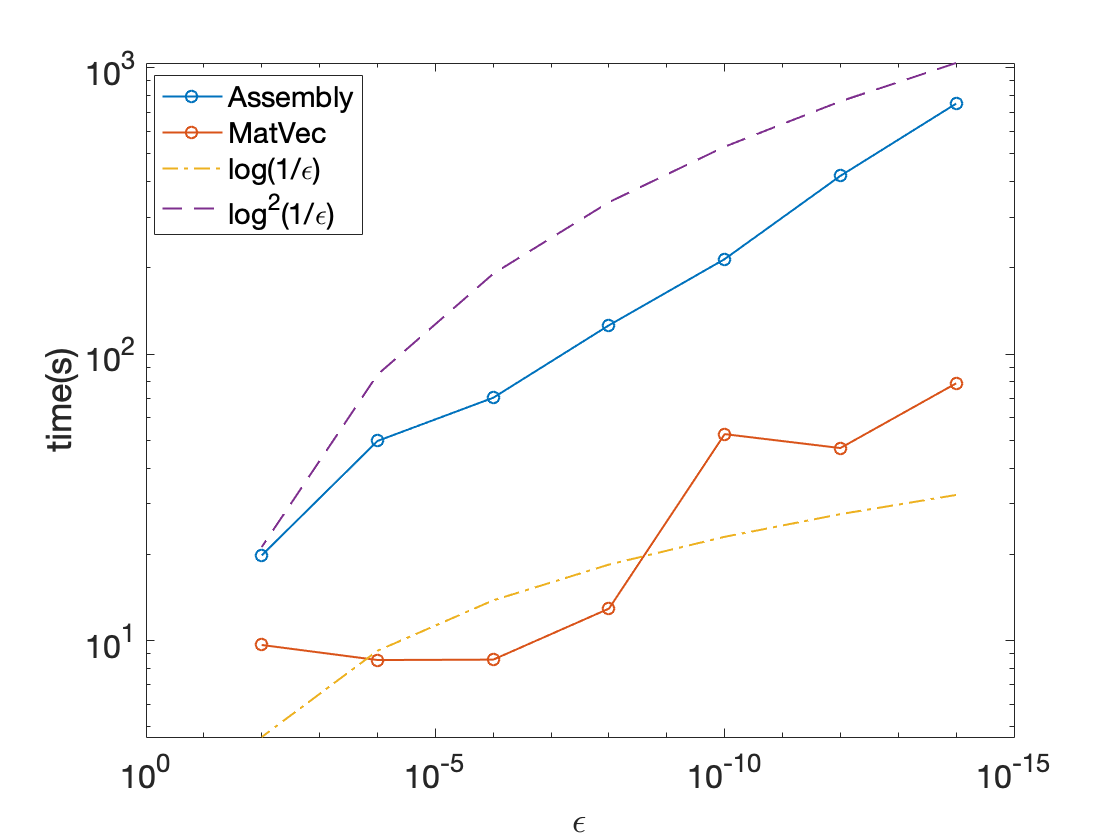 10³
Assembly
MatVec
log(1/ϵ)
log²(1/ϵ)
time(s)
10²
10¹
10⁰ 10⁻⁵ 10⁻¹⁰ 10⁻¹⁵
ϵ